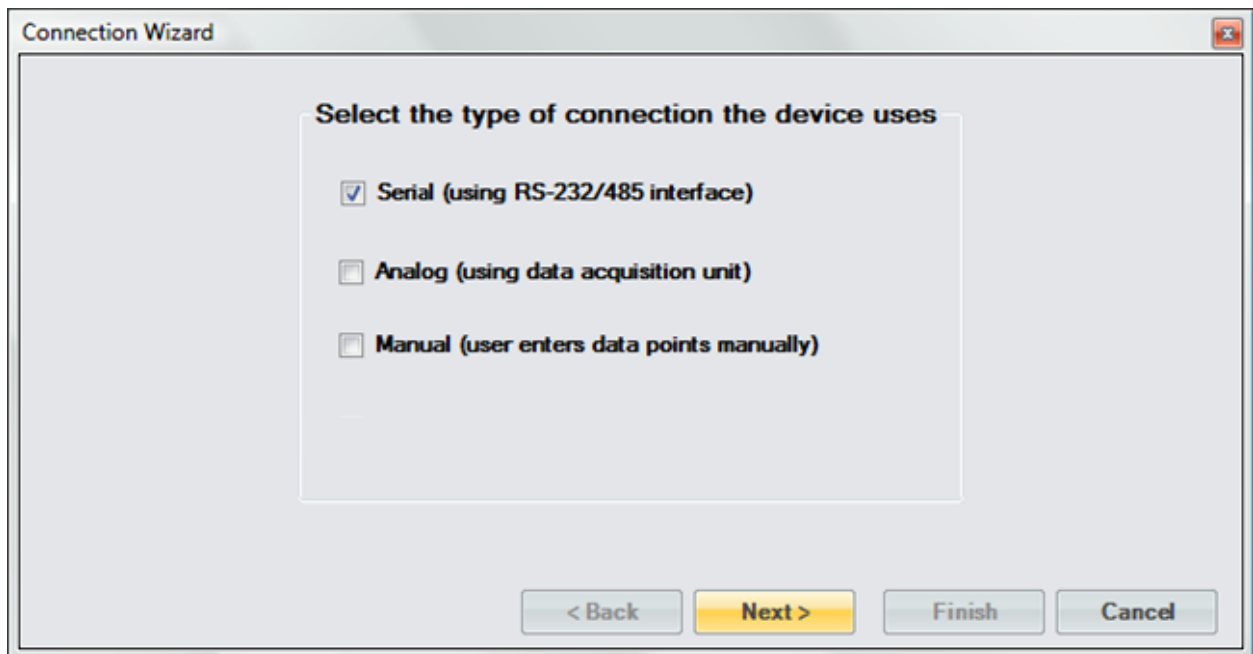 Connection Wizard
Select the type of connection the device uses
Serial (using RS-232/485 interface)
Analog (using data acquisition unit)
Manual (user enters data points manually)
< Back Next > Finish Cancel